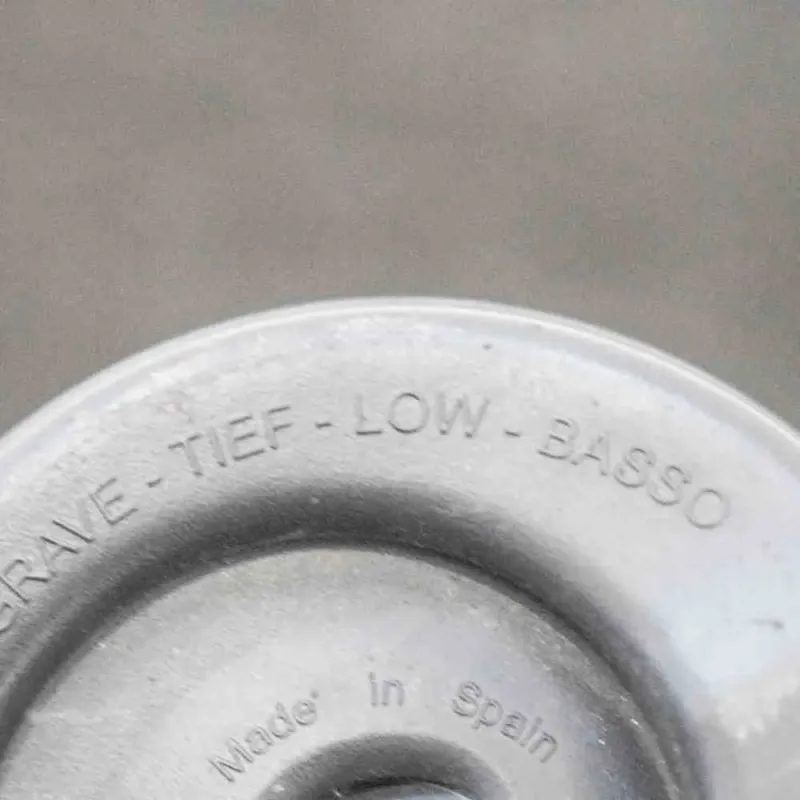 GRAVE - TIEF - LOW - BASSO
Made in Spain